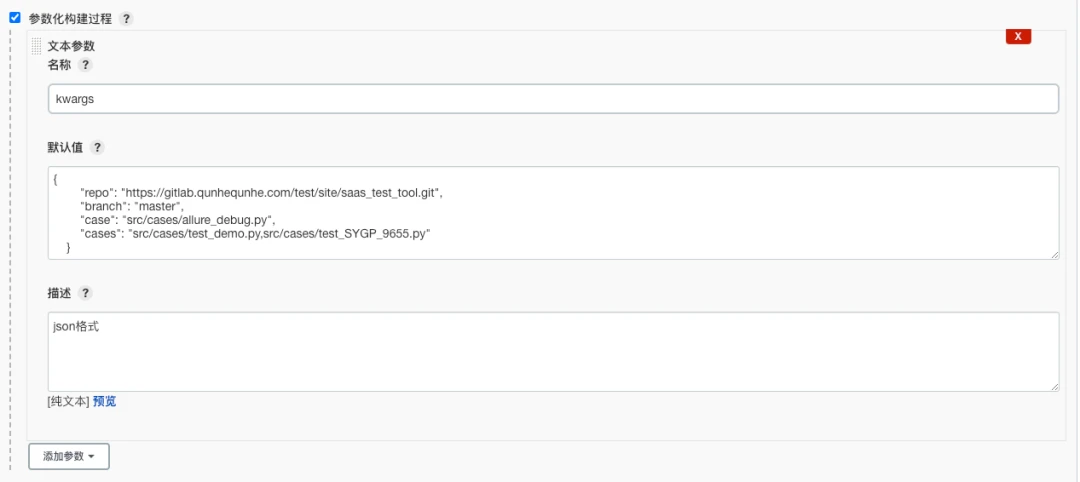 参数化构建过程 ?
X
文本参数
名称 ?
kwargs
默认值 ?
{
"repo": "https://gitlab.qunhequnhe.com/test/site/saas_test_tool.git",
"branch": "master",
"case": "src/cases/allure_debug.py",
"cases": "src/cases/test_demo.py,src/cases/test_SYGP_9655.py"
}
描述 ?
json格式
[纯文本] 预览
添加参数